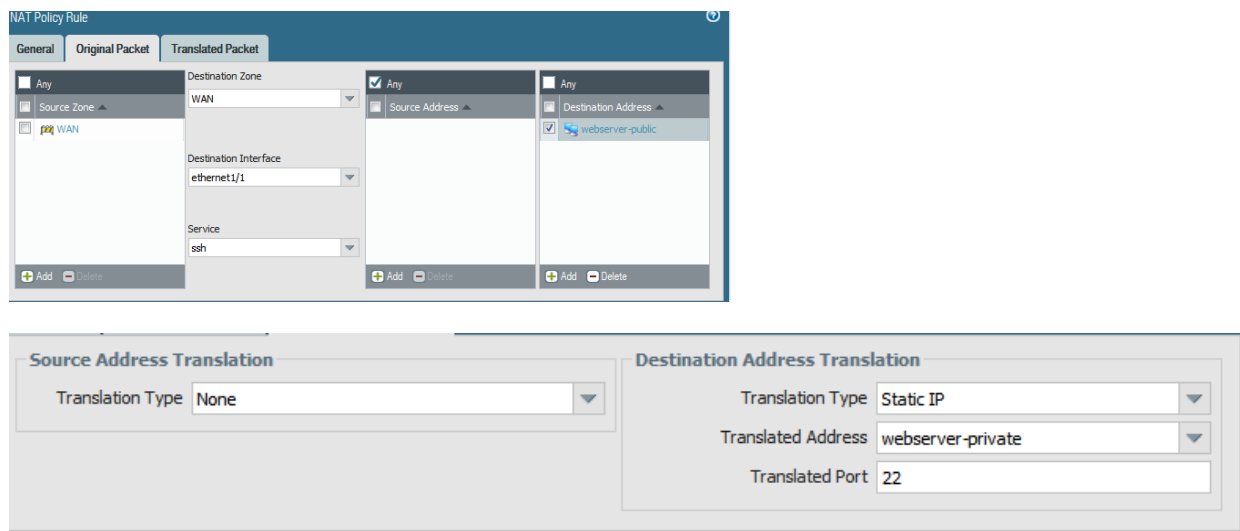 NAT Policy Rule
General Original Packet Translated Packet
Any
Source Zone
WAN
Add Delete
Destination Zone
WAN
Destination Interface
ethernet1/1
Service
ssh
Any
Source Address
Add Delete
Any
Destination Address
webserver-public
Add Delete
Source Address Translation
Translation Type None
Destination Address Translation
Translation Type Static IP
Translated Address webserver-private
Translated Port 22